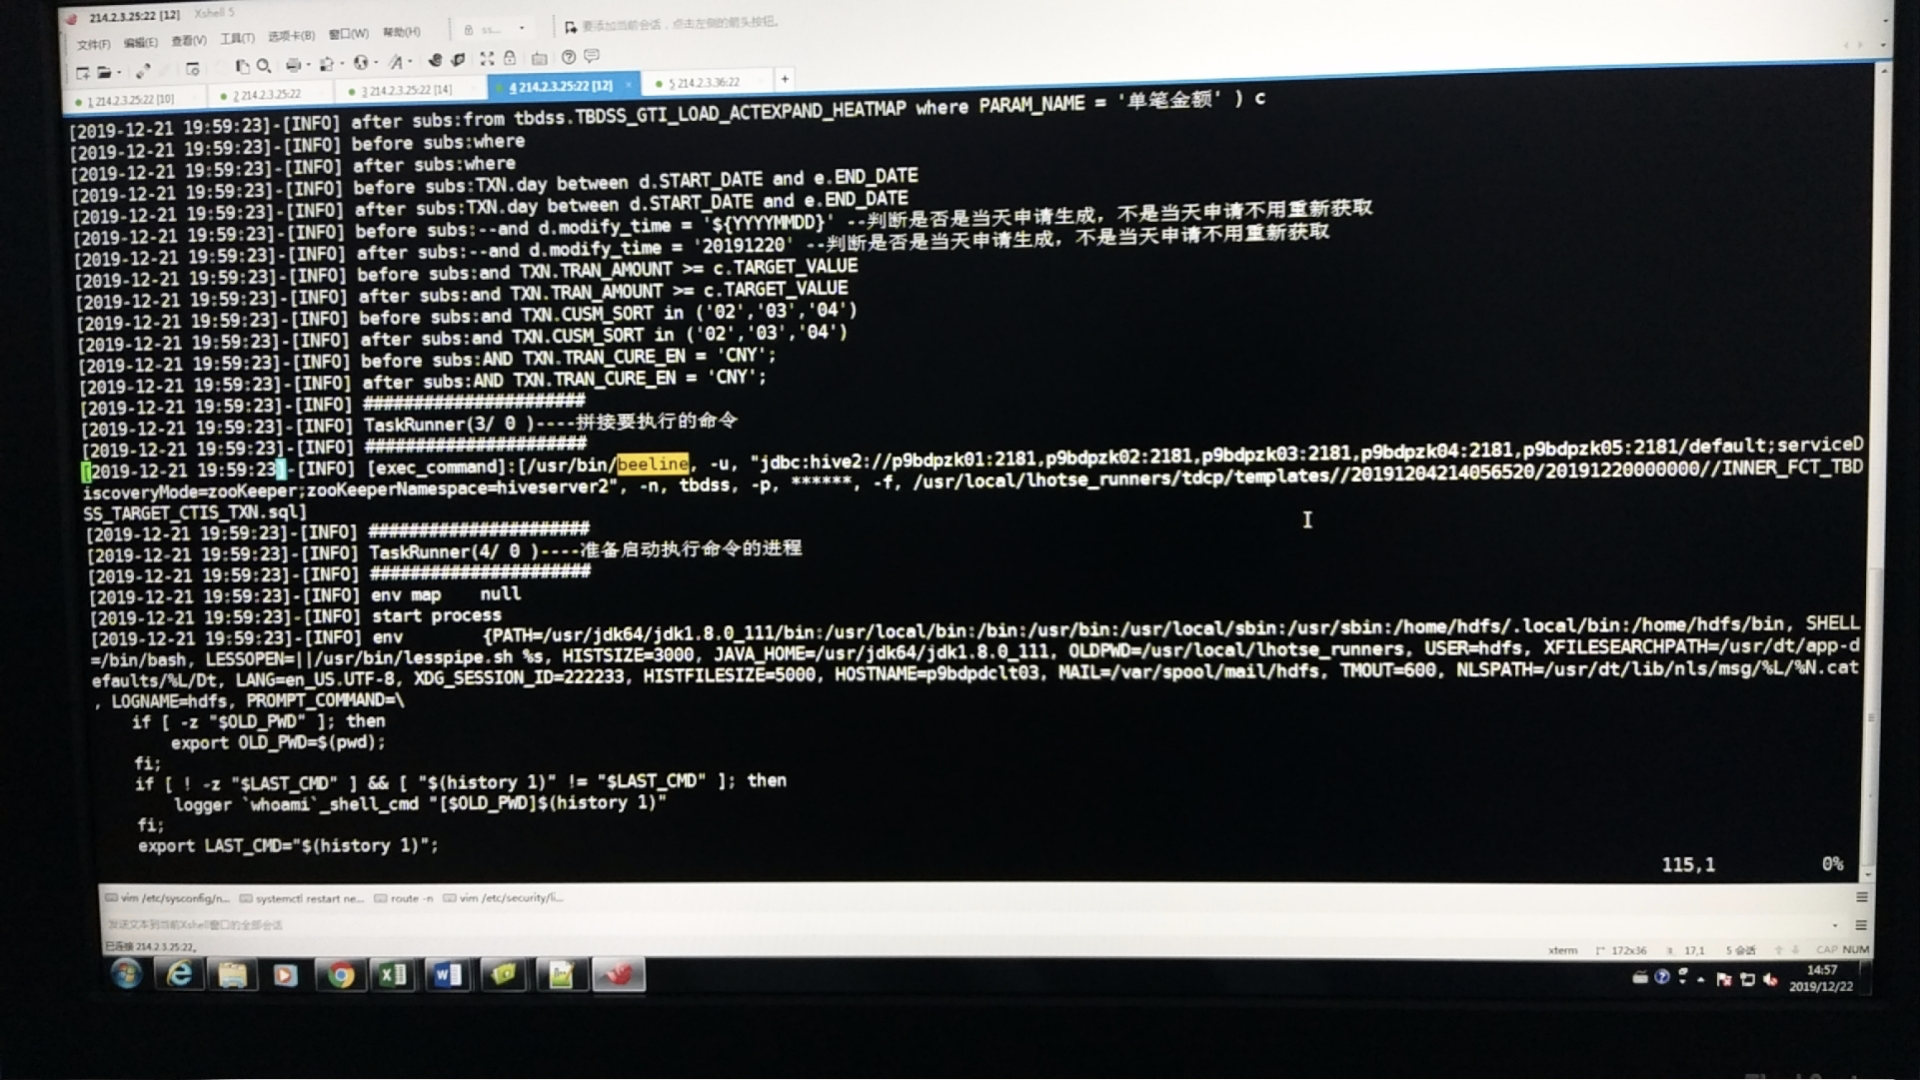 214.2.3.25:22 [12] Xshell 5
文件(F) 编辑(E) 查看(V) 工具(T) 选项卡(B) 窗口(W) 帮助(H) ss... 要添加当前会话，点击左侧的箭头按钮。
1 214.2.3.25:22 [10] 2 214.2.3.25:22 3 214.2.3.25:22 [14] 4 214.2.3.25:22 [12] 5 214.2.3.36:22 +
[2019-12-21 19:59:23]-[INFO] after subs:from tbdss.TBDSS_GTI_LOAD_ACTEXPAND_HEATMAP where PARAM_NAME = '单笔金额' ) c
[2019-12-21 19:59:23]-[INFO] before subs:where
[2019-12-21 19:59:23]-[INFO] after subs:where
[2019-12-21 19:59:23]-[INFO] before subs:TXN.day between d.START_DATE and e.END_DATE
[2019-12-21 19:59:23]-[INFO] after subs:TXN.day between d.START_DATE and e.END_DATE
[2019-12-21 19:59:23]-[INFO] before subs:--and d.modify_time = '${YYYYMMDD}' --判断是否是当天申请生成，不是当天申请不用重新获取
[2019-12-21 19:59:23]-[INFO] after subs:--and d.modify_time = '20191220' --判断是否是当天申请生成，不是当天申请不用重新获取
[2019-12-21 19:59:23]-[INFO] before subs:and TXN.TRAN_AMOUNT >= c.TARGET_VALUE
[2019-12-21 19:59:23]-[INFO] after subs:and TXN.TRAN_AMOUNT >= c.TARGET_VALUE
[2019-12-21 19:59:23]-[INFO] before subs:and TXN.CUSM_SORT in ('02','03','04')
[2019-12-21 19:59:23]-[INFO] after subs:and TXN.CUSM_SORT in ('02','03','04')
[2019-12-21 19:59:23]-[INFO] before subs:AND TXN.TRAN_CURE_EN = 'CNY';
[2019-12-21 19:59:23]-[INFO] after subs:AND TXN.TRAN_CURE_EN = 'CNY';
[2019-12-21 19:59:23]-[INFO] ######################
[2019-12-21 19:59:23]-[INFO] TaskRunner(3/ 0 )----拼接要执行的命令
[2019-12-21 19:59:23]-[INFO] ######################
[2019-12-21 19:59:23]-[INFO] [exec_command]:[/usr/bin/beeline, -u, "jdbc:hive2://p9bdpzk01:2181,p9bdpzk02:2181,p9bdpzk03:2181,p9bdpzk04:2181,p9bdpzk05:2181/default;serviceD
iscoveryMode=zooKeeper;zooKeeperNamespace=hiveserver2", -n, tbdss, -p, ******, -f, /usr/local/lhotse_runners/tdcp/templates//20191204214056520/20191220000000//INNER_FCT_TBD
SS_TARGET_CTIS_TXN.sql]
[2019-12-21 19:59:23]-[INFO] ######################
[2019-12-21 19:59:23]-[INFO] TaskRunner(4/ 0 )----准备启动执行命令的进程
[2019-12-21 19:59:23]-[INFO] ######################
[2019-12-21 19:59:23]-[INFO] env map    null
[2019-12-21 19:59:23]-[INFO] start process
[2019-12-21 19:59:23]-[INFO] env        {PATH=/usr/jdk64/jdk1.8.0_111/bin:/usr/local/bin:/bin:/usr/bin:/usr/local/sbin:/usr/sbin:/home/hdfs/.local/bin:/home/hdfs/bin, SHELL
=/bin/bash, LESSOPEN=||/usr/bin/lesspipe.sh %s, HISTSIZE=3000, JAVA_HOME=/usr/jdk64/jdk1.8.0_111, OLDPWD=/usr/local/lhotse_runners, USER=hdfs, XFILESEARCHPATH=/usr/dt/app-d
efaults/%L/Dt, LANG=en_US.UTF-8, XDG_SESSION_ID=222233, HISTFILESIZE=5000, HOSTNAME=p9bdpdclt03, MAIL=/var/spool/mail/hdfs, TMOUT=600, NLSPATH=/usr/dt/lib/nls/msg/%L/%N.cat
, LOGNAME=hdfs, PROMPT_COMMAND=\
if [ -z "$OLD_PWD" ]; then
export OLD_PWD=$(pwd);
fi;
if [ ! -z "$LAST_CMD" ] && [ "$(history 1)" != "$LAST_CMD" ]; then
logger `whoami`_shell_cmd "[$OLD_PWD]$(history 1)"
fi;
export LAST_CMD="$(history 1)";
115,1 0%
vim /etc/sysconfig/n... systemctl restart ne... route -n vim /etc/security/li...
发送文本到当前Xshell窗口的全部会话
已连接 214.2.3.25:22。 xterm 172x36 17,1 5 会话 CAP NUM
14:57
2019/12/22